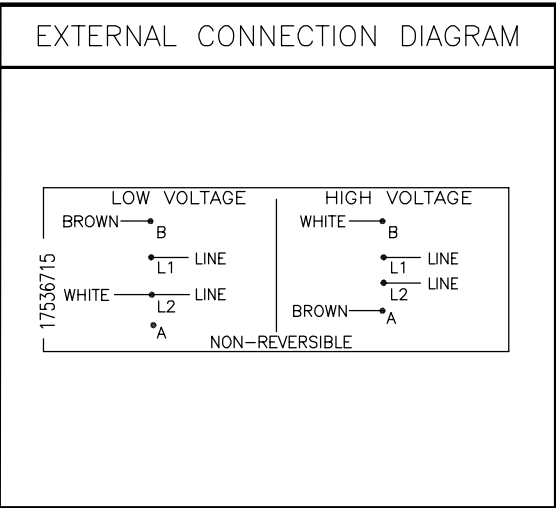 EXTERNAL CONNECTION DIAGRAM
LOW VOLTAGE
BROWN
B
L1 LINE
WHITE LINE
L2
A
HIGH VOLTAGE
WHITE
B
L1 LINE
L2 LINE
BROWN
A
NON-REVERSIBLE
17536715